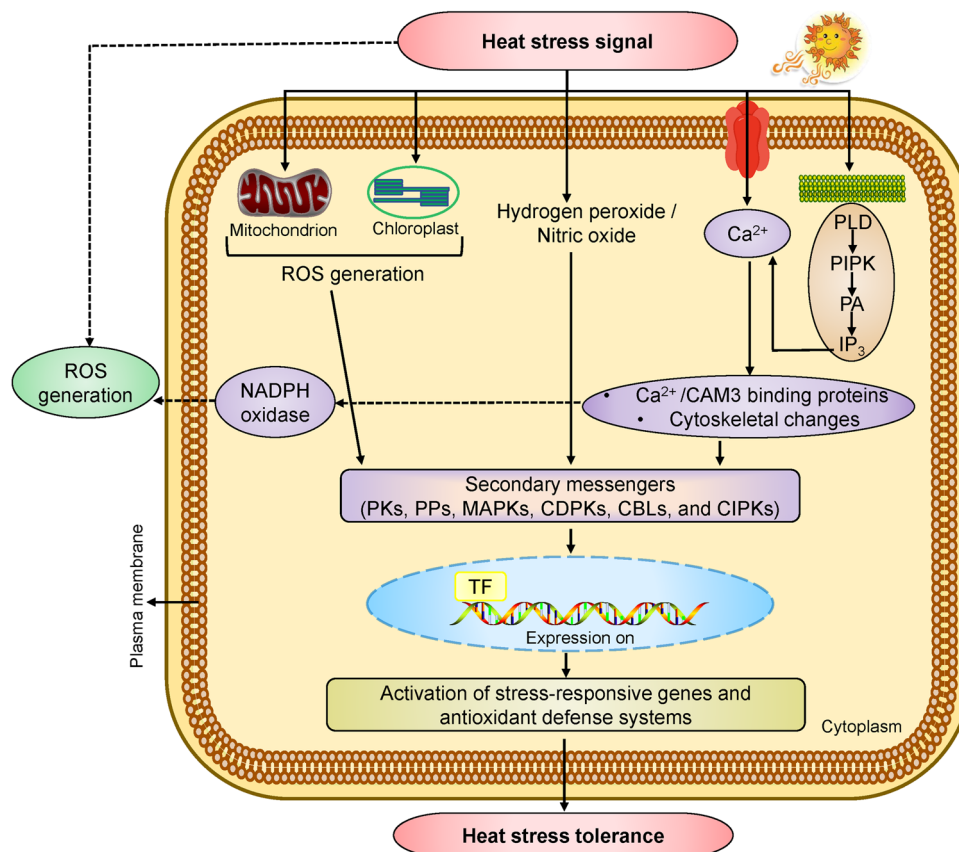 Heat stress signal
Mitochondrion
Chloroplast
ROS generation
Hydrogen peroxide /
Nitric oxide
Ca²⁺
PLD
PIPK
PA
IP₃
ROS
generation
NADPH
oxidase
• Ca²⁺ /CAM3 binding proteins
• Cytoskeletal changes
Secondary messengers
(PKs, PPs, MAPKs, CDPKs, CBLs, and CIPKs)
Plasma membrane
TF
Expression on
Activation of stress-responsive genes and
antioxidant defense systems
Cytoplasm
Heat stress tolerance